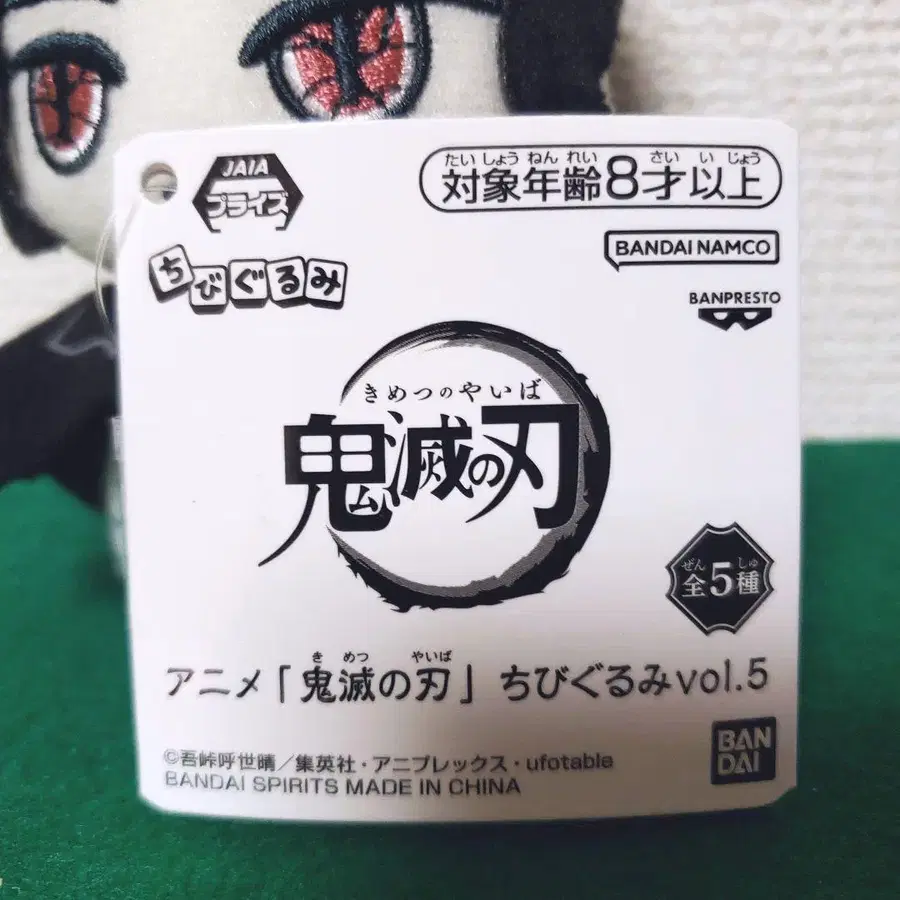 JAIA
プライズ
たいしょうねんれい さいいじょう
対象年齢8才以上
ちびぐるみ
BANDAI NAMCO
BANPRESTO
きめつのやいば
鬼滅の刃
ぜん しゅ
全5種
き めつ やいば
アニメ「鬼滅の刃」ちびぐるみvol.5
©吾峠呼世晴／集英社・アニプレックス・ufotable
BANDAI SPIRITS MADE IN CHINA
BAN
DAI